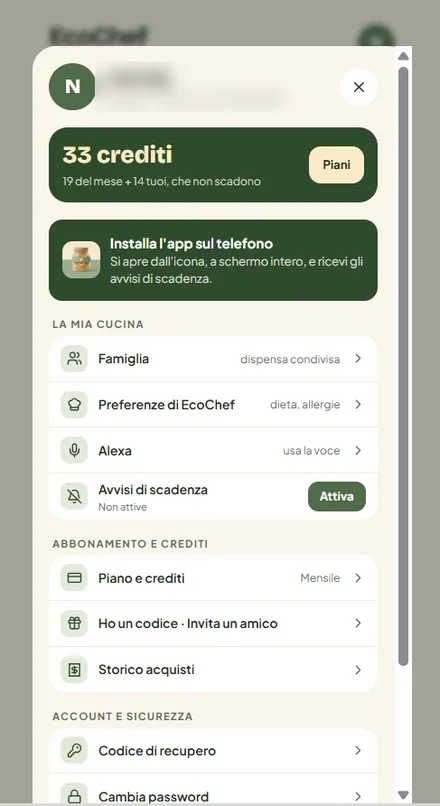 EcoChef
N
33 crediti
19 del mese + 14 tuoi, che non scadono
Piani
Installa l'app sul telefono
Si apre dall'icona, a schermo intero, e ricevi gli
avvisi di scadenza.
LA MIA CUCINA
Famiglia
dispensa condivisa
Preferenze di EcoChef
dieta, allergie
Alexa
usa la voce
Avvisi di scadenza
Non attive
Attiva
ABBONAMENTO E CREDITI
Piano e crediti
Mensile
Ho un codice · Invita un amico
Storico acquisti
ACCOUNT E SICUREZZA
Codice di recupero
Cambia password